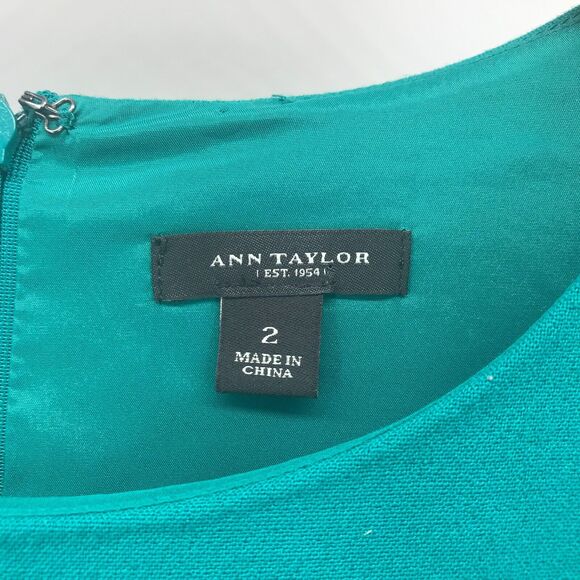 ANN TAYLOR
| EST. 1954 |
2
MADE IN
CHINA